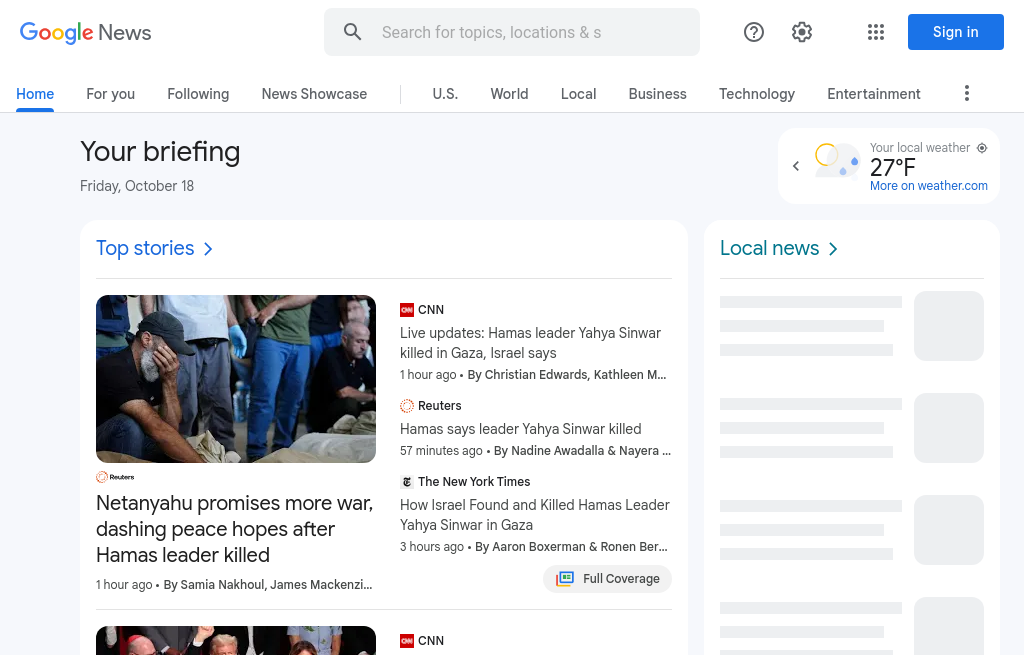 Google News
Search for topics, locations & s
Sign in
Home
For you
Following
News Showcase
U.S.
World
Local
Business
Technology
Entertainment
Your briefing
Friday, October 18
Your local weather
27°F
More on weather.com
Top stories
Reuters
Netanyahu promises more war,
dashing peace hopes after
Hamas leader killed
1 hour ago • By Samia Nakhoul, James Mackenzi...
CNN
CNN
Live updates: Hamas leader Yahya Sinwar
killed in Gaza, Israel says
1 hour ago • By Christian Edwards, Kathleen M...
Reuters
Hamas says leader Yahya Sinwar killed
57 minutes ago • By Nadine Awadalla & Nayera ...
The New York Times
How Israel Found and Killed Hamas Leader
Yahya Sinwar in Gaza
3 hours ago • By Aaron Boxerman & Ronen Ber...
Full Coverage
CNN
CNN
Local news